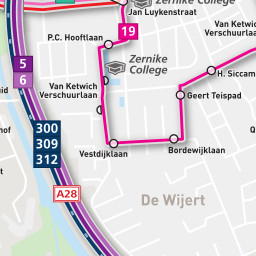 Zernike College
Jan Luykenstraat
P.C. Hooftlaan
19
Van Ketwich
Verschuurlaan
Zernike
College
5
6
H. Siccam
Van Ketwich
Verschuurlaan
Geert Teispad
300
309
312
Vestdijklaan
Bordewijklaan
A28
De Wijert